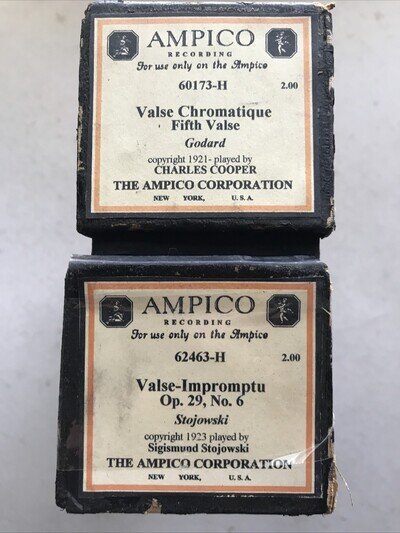 AMPICO
RECORDING
For use only on the Ampico
60173-H 2.00
Valse Chromatique
Fifth Valse
Godard
copyright 1921- played by
CHARLES COOPER
THE AMPICO CORPORATION
NEW YORK, U. S. A.
AMPICO
RECORDING
For use only on the Ampico
62463-H 2.00
Valse-Impromptu
Op. 29, No. 6
Stojowski
copyright 1923 played by
Sigismund Stojowski
THE AMPICO CORPORATION
NEW YORK, U. S. A.